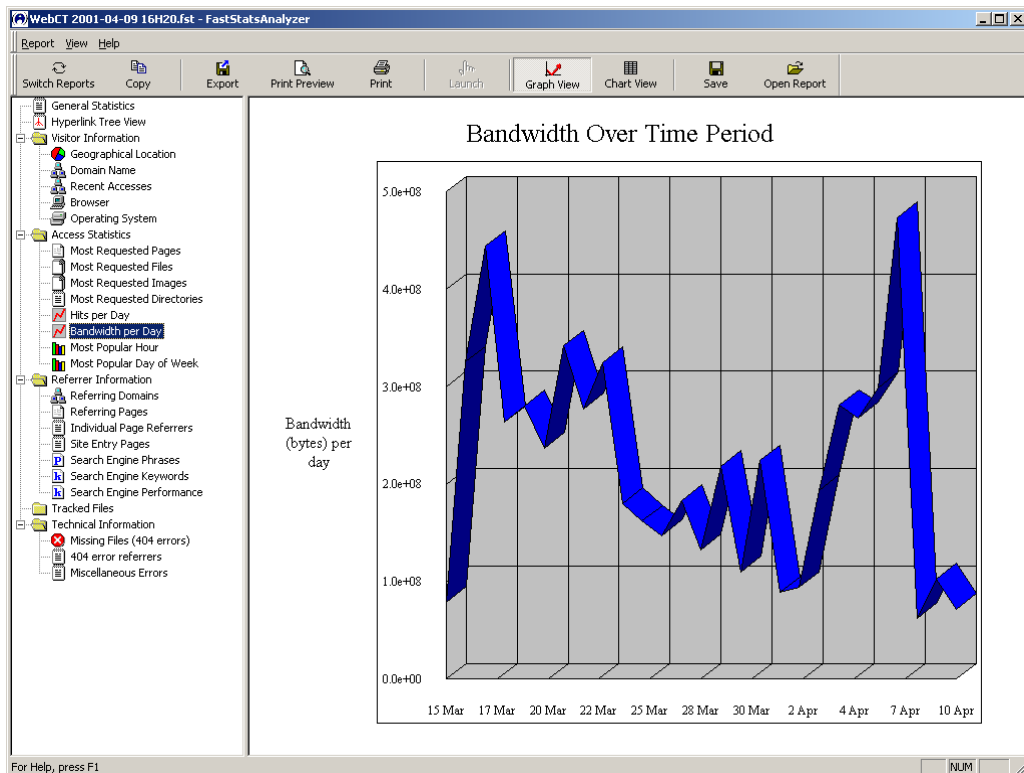 WebCT 2001-04-09 16H20.fst - FastStatsAnalyzer
Report View Help
Switch Reports Copy Export Print Preview Print Launch Graph View Chart View Save Open Report
General Statistics
Hyperlink Tree View
Visitor Information
Geographical Location
Domain Name
Recent Accesses
Browser
Operating System
Access Statistics
Most Requested Pages
Most Requested Files
Most Requested Images
Most Requested Directories
Hits per Day
Bandwidth per Day
Most Popular Hour
Most Popular Day of Week
Referrer Information
Referring Domains
Referring Pages
Individual Page Referrers
Site Entry Pages
Search Engine Phrases
Search Engine Keywords
Search Engine Performance
Tracked Files
Technical Information
Missing Files (404 errors)
404 error referrers
Miscellaneous Errors
Bandwidth Over Time Period
5.0e+08
4.0e+08
3.0e+08
2.0e+08
1.0e+08
0.0e+00
Bandwidth
(bytes) per
day
15 Mar 17 Mar 20 Mar 22 Mar 25 Mar 28 Mar 30 Mar 2 Apr 4 Apr 7 Apr 10 Apr
For Help, press F1
NUM